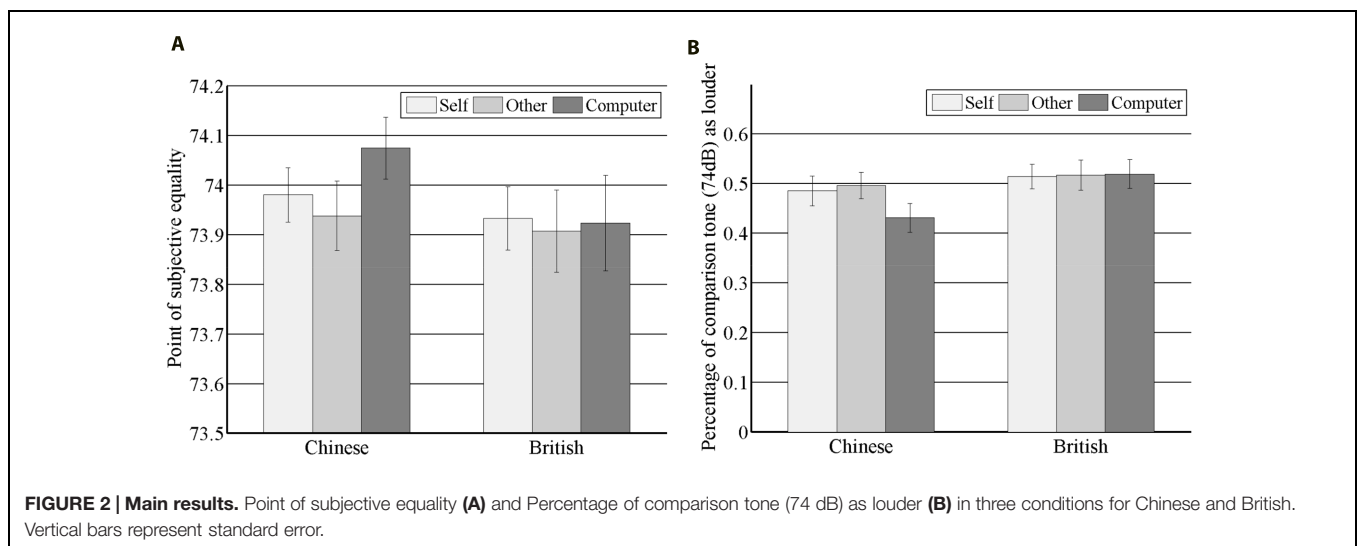 A
Point of subjective equality
74.2
74.1
74
73.9
73.8
73.7
73.6
73.5
Self Other Computer
Chinese British
B
Percentage of comparison tone (74dB) as louder
0.6
0.5
0.4
0.3
0.2
0.1
0
Self Other Computer
Chinese British
FIGURE 2 | Main results. Point of subjective equality (A) and Percentage of comparison tone (74 dB) as louder (B) in three conditions for Chinese and British.
Vertical bars represent standard error.